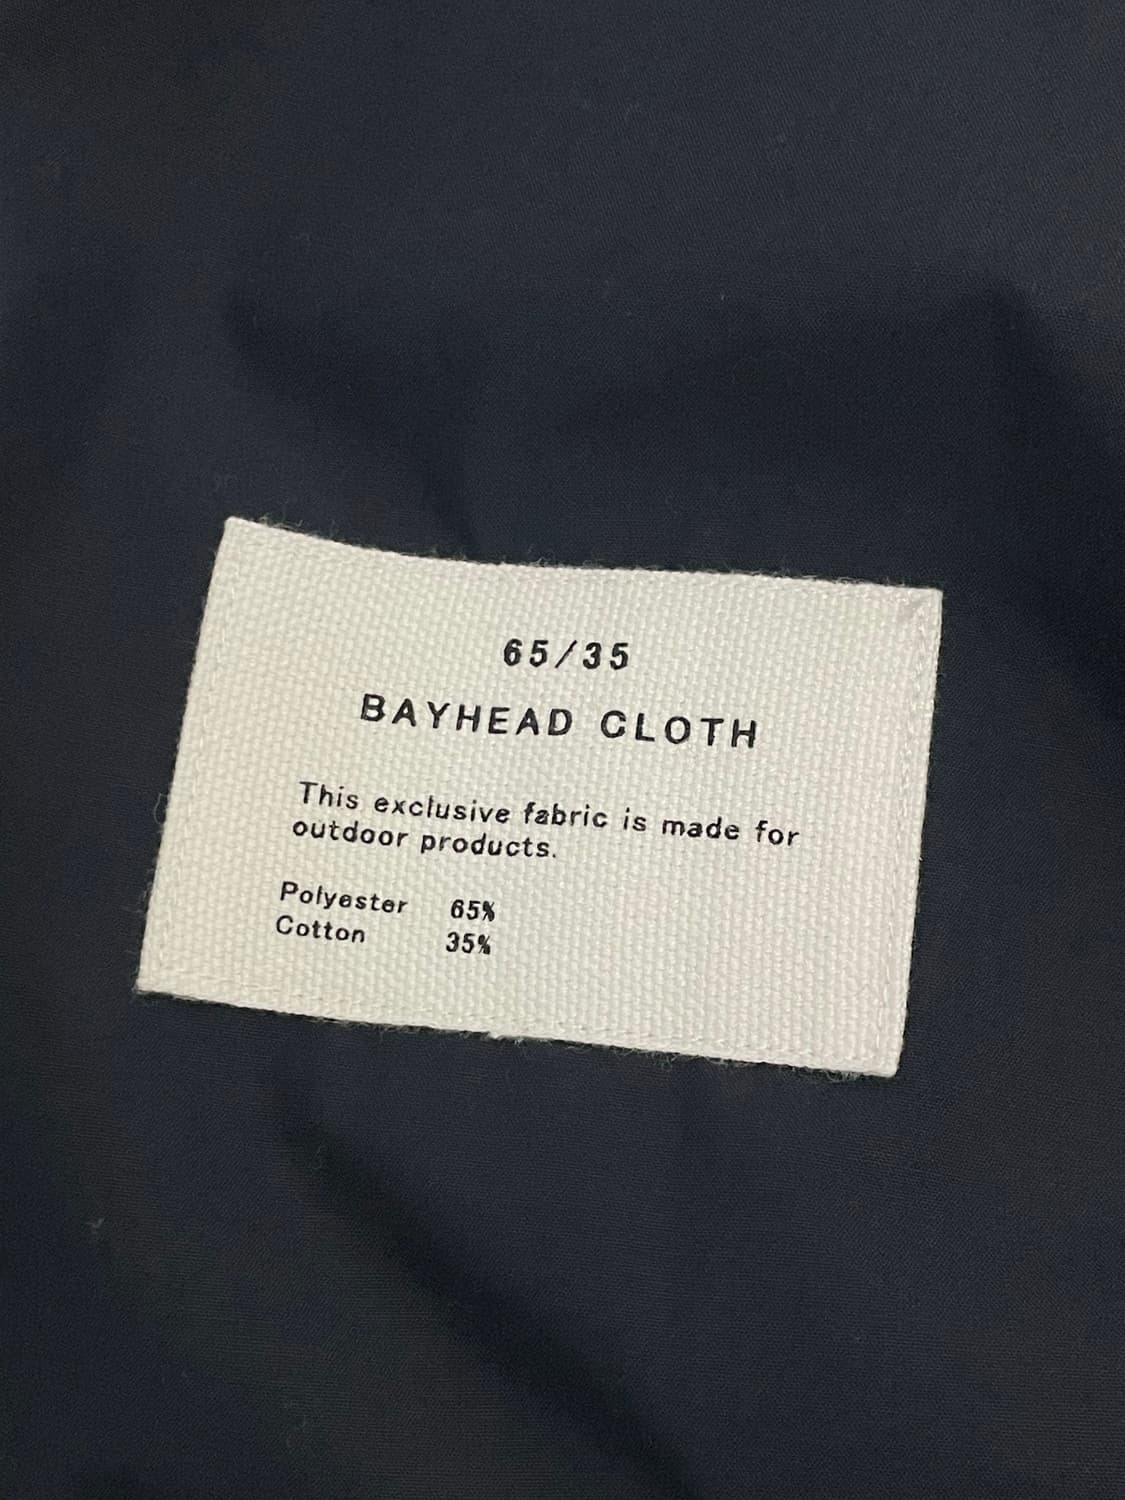 65/35
BAYHEAD CLOTH
This exclusive fabric is made for
outdoor products.
Polyester 65%
Cotton 35%